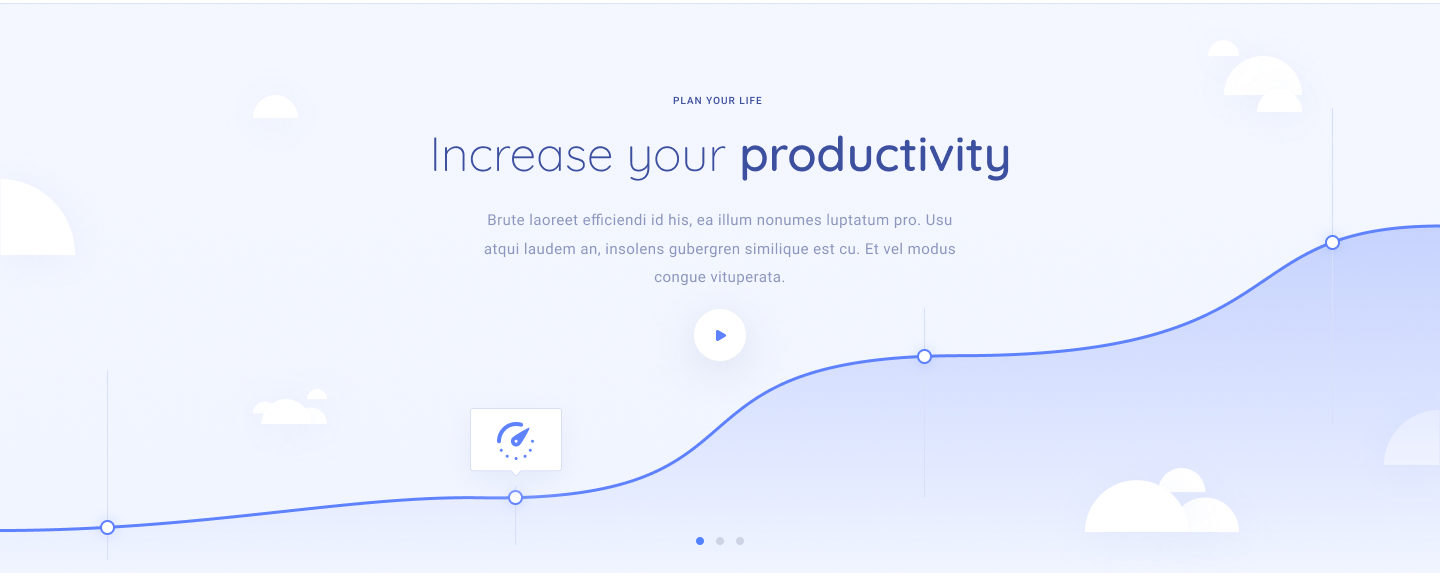 PLAN YOUR LIFE
Increase your productivity
Brute laoreet efficiendi id his, ea illum nonumes luptatum pro. Usu
atqui laudem an, insolens gubergren similique est cu. Et vel modus
congue vituperata.